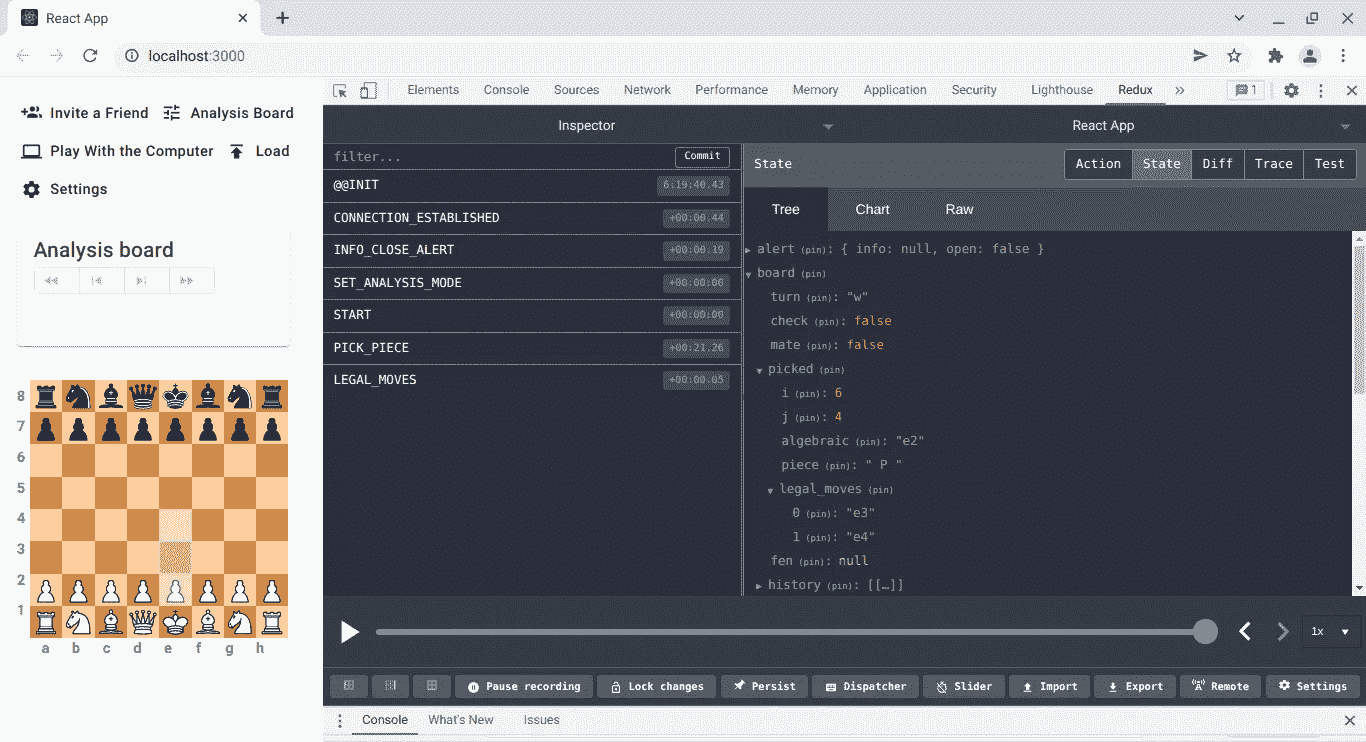 React App
localhost:3000
Invite a Friend Analysis Board
Play With the Computer Load
Settings
Analysis board
8
7
6
5
4
3
2
1
a b c d e f g h
Elements Console Sources Network Performance Memory Application Security Lighthouse Redux 1
Inspector React App
filter... Commit
@@INIT 6:19:40.43
CONNECTION_ESTABLISHED +00:00.44
INFO_CLOSE_ALERT +00:00.19
SET_ANALYSIS_MODE +00:00:00
START +00:00:00
PICK_PIECE +00:21.26
LEGAL_MOVES +00:00.05
State Action State Diff Trace Test
Tree Chart Raw
alert (pin): { info: null, open: false }
board (pin)
turn (pin): "w"
check (pin): false
mate (pin): false
picked (pin)
i (pin): 6
j (pin): 4
algebraic (pin): "e2"
piece (pin): " P "
legal_moves (pin)
0 (pin): "e3"
1 (pin): "e4"
fen (pin): null
history (pin): [[…]]
1x
Pause recording Lock changes Persist Dispatcher Slider Import Export Remote Settings
Console What's New Issues